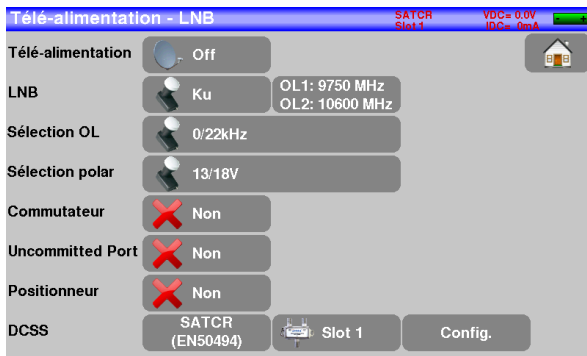 Télé-alimentation - LNB
SATCR
Slot 1
VDC= 0.0V
IDC= 0mA
Télé-alimentation
Off
LNB
Ku
OL1: 9750 MHz
OL2: 10600 MHz
Sélection OL
0/22kHz
Sélection polar
13/18V
Commutateur
Non
Uncommitted Port
Non
Positionneur
Non
DCSS
SATCR
(EN50494)
Slot 1
Config.